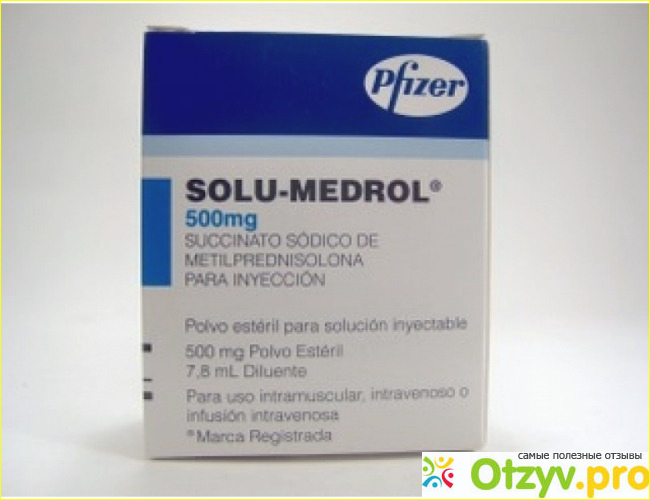 Pfizer
SOLU-MEDROL®
500mg
SUCCINATO SÓDICO DE
METILPREDNISOLONA
PARA INYECCIÓN
Polvo estéril para solución inyectable
500 mg Polvo Estéril
7,8 mL Diluente
Para uso intramuscular, intravenoso o
infusión intravenosa
®Marca Registrada
самые полезные отзывы
Otzyv.pro